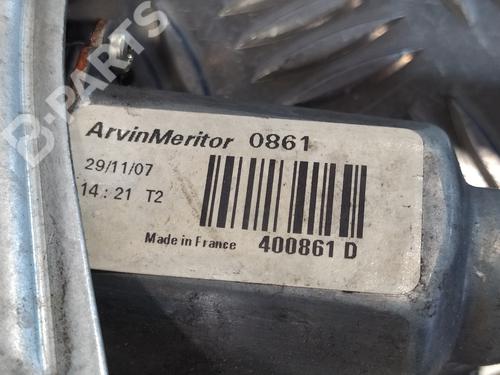 B-PARTS
ArvinMeritor 0861
29/11/07
14:21 T2
Made in France 400861 D